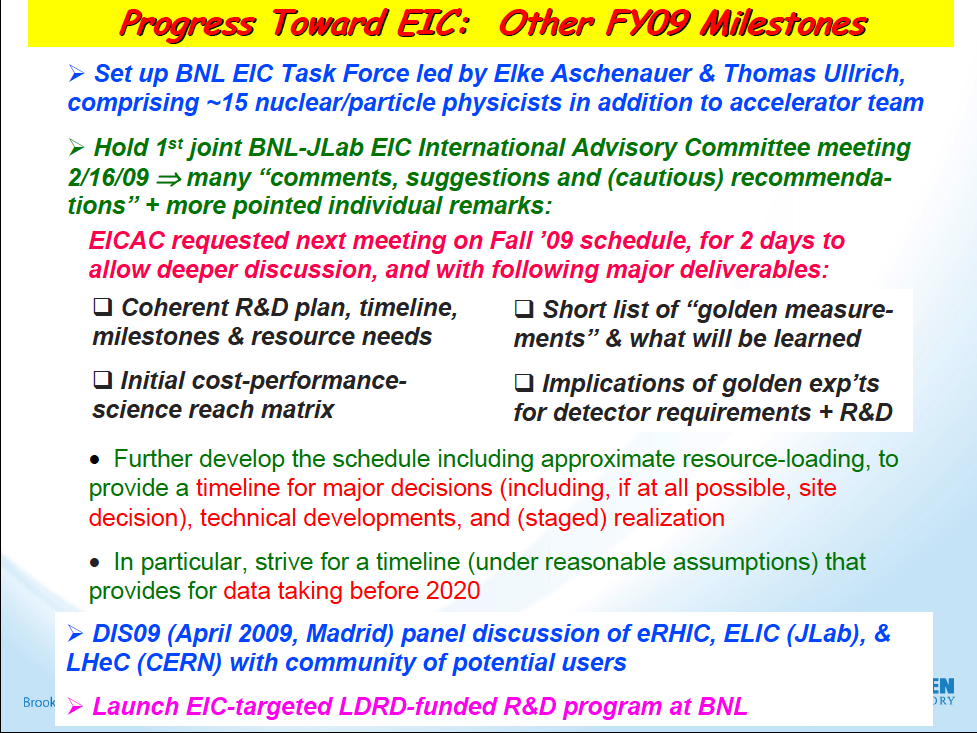 Progress Toward EIC: Other FY09 Milestones
➢ Set up BNL EIC Task Force led by Elke Aschenauer & Thomas Ullrich,
comprising ~15 nuclear/particle physicists in addition to accelerator team
➢ Hold 1st joint BNL-JLab EIC International Advisory Committee meeting
2/16/09 ⇒ many “comments, suggestions and (cautious) recommenda-
tions” + more pointed individual remarks:
EICAC requested next meeting on Fall ’09 schedule, for 2 days to
allow deeper discussion, and with following major deliverables:
❑ Coherent R&D plan, timeline,
milestones & resource needs
❑ Initial cost-performance-
science reach matrix
❑ Short list of “golden measure-
ments” & what will be learned
❑ Implications of golden exp’ts
for detector requirements + R&D
• Further develop the schedule including approximate resource-loading, to
provide a timeline for major decisions (including, if at all possible, site
decision), technical developments, and (staged) realization
• In particular, strive for a timeline (under reasonable assumptions) that
provides for data taking before 2020
➢ DIS09 (April 2009, Madrid) panel discussion of eRHIC, ELIC (JLab), &
LHeC (CERN) with community of potential users
➢ Launch EIC-targeted LDRD-funded R&D program at BNL